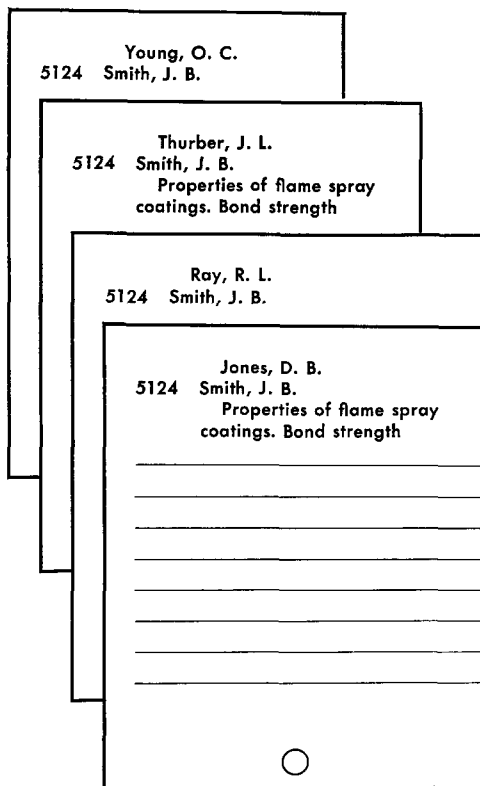 Young, O. C.
5124 Smith, J. B.
Thurber, J. L.
5124 Smith, J. B.
Properties of flame spray
coatings. Bond strength
Ray, R. L.
5124 Smith, J. B.
Jones, D. B.
5124 Smith, J. B.
Properties of flame spray
coatings. Bond strength